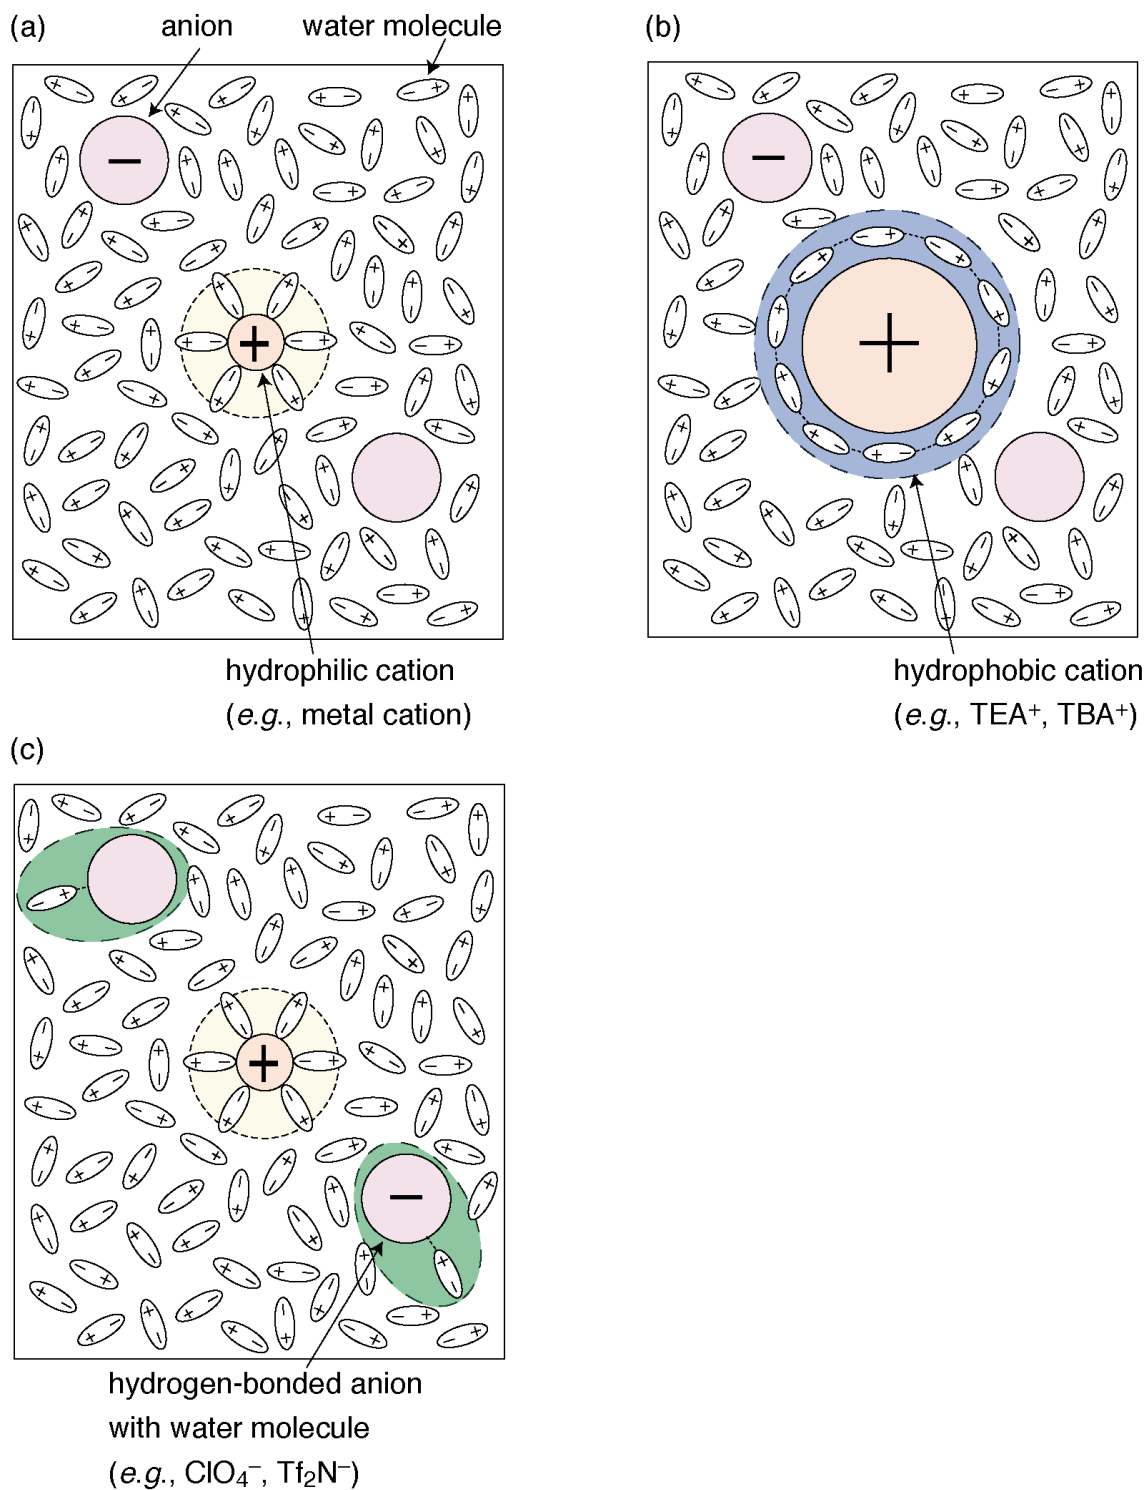 (a)
anion
water molecule
(b)
hydrophilic cation
(e.g., metal cation)
hydrophobic cation
(e.g., TEA⁺, TBA⁺)
(c)
hydrogen-bonded anion
with water molecule
(e.g., ClO₄⁻, Tf₂N⁻)